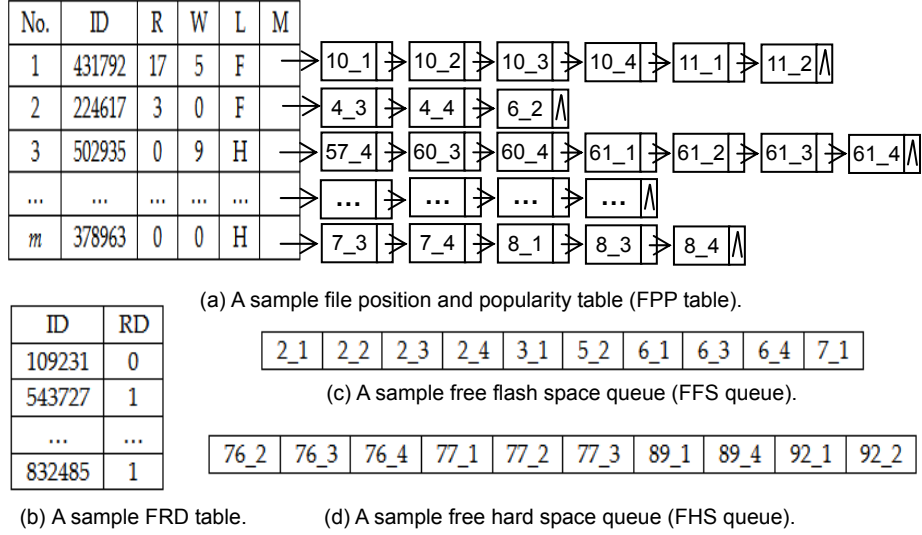 No. ID R W L M
1 431792 17 5 F 10_1 10_2 10_3 10_4 11_1 11_2 Λ
2 224617 3 0 F 4_3 4_4 6_2 Λ
3 502935 0 9 H 57_4 60_3 60_4 61_1 61_2 61_3 61_4 Λ
... ... ... ... ... ... ... ... ... Λ
m 378963 0 0 H 7_3 7_4 8_1 8_3 8_4 Λ
(a) A sample file position and popularity table (FPP table).
ID RD
109231 0
543727 1
... ...
832485 1
(b) A sample FRD table.
2_1 2_2 2_3 2_4 3_1 5_2 6_1 6_3 6_4 7_1
(c) A sample free flash space queue (FFS queue).
76_2 76_3 76_4 77_1 77_2 77_3 89_1 89_4 92_1 92_2
(d) A sample free hard space queue (FHS queue).